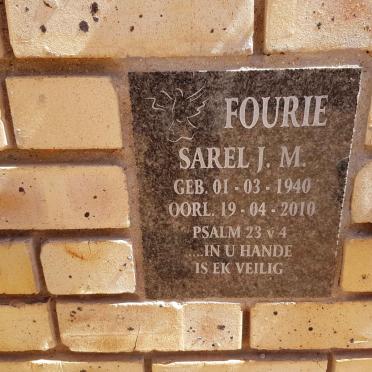 FOURIE
SAREL J. M.
GEB. 01 - 03 - 1940
OORL. 19 - 04 - 2010
PSALM 23 v 4
....IN U HANDE
IS EK VEILIG